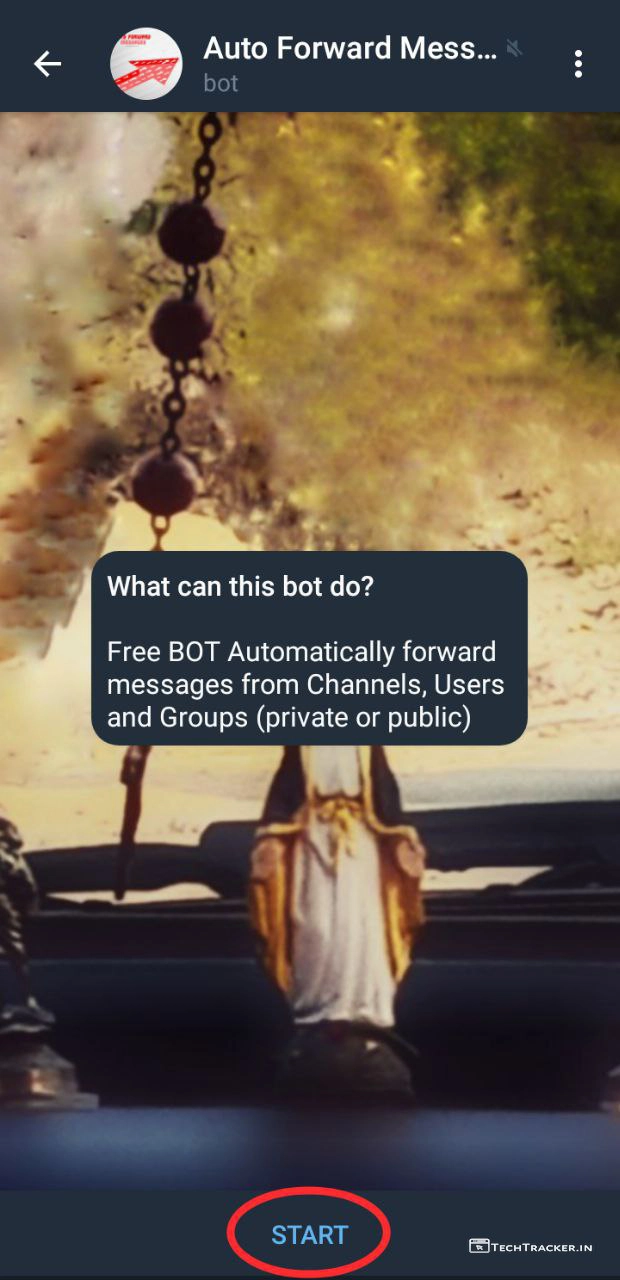 Auto Forward Mess...
bot
What can this bot do?
Free BOT Automatically forward
messages from Channels, Users
and Groups (private or public)
START
TECHTRACKER.IN